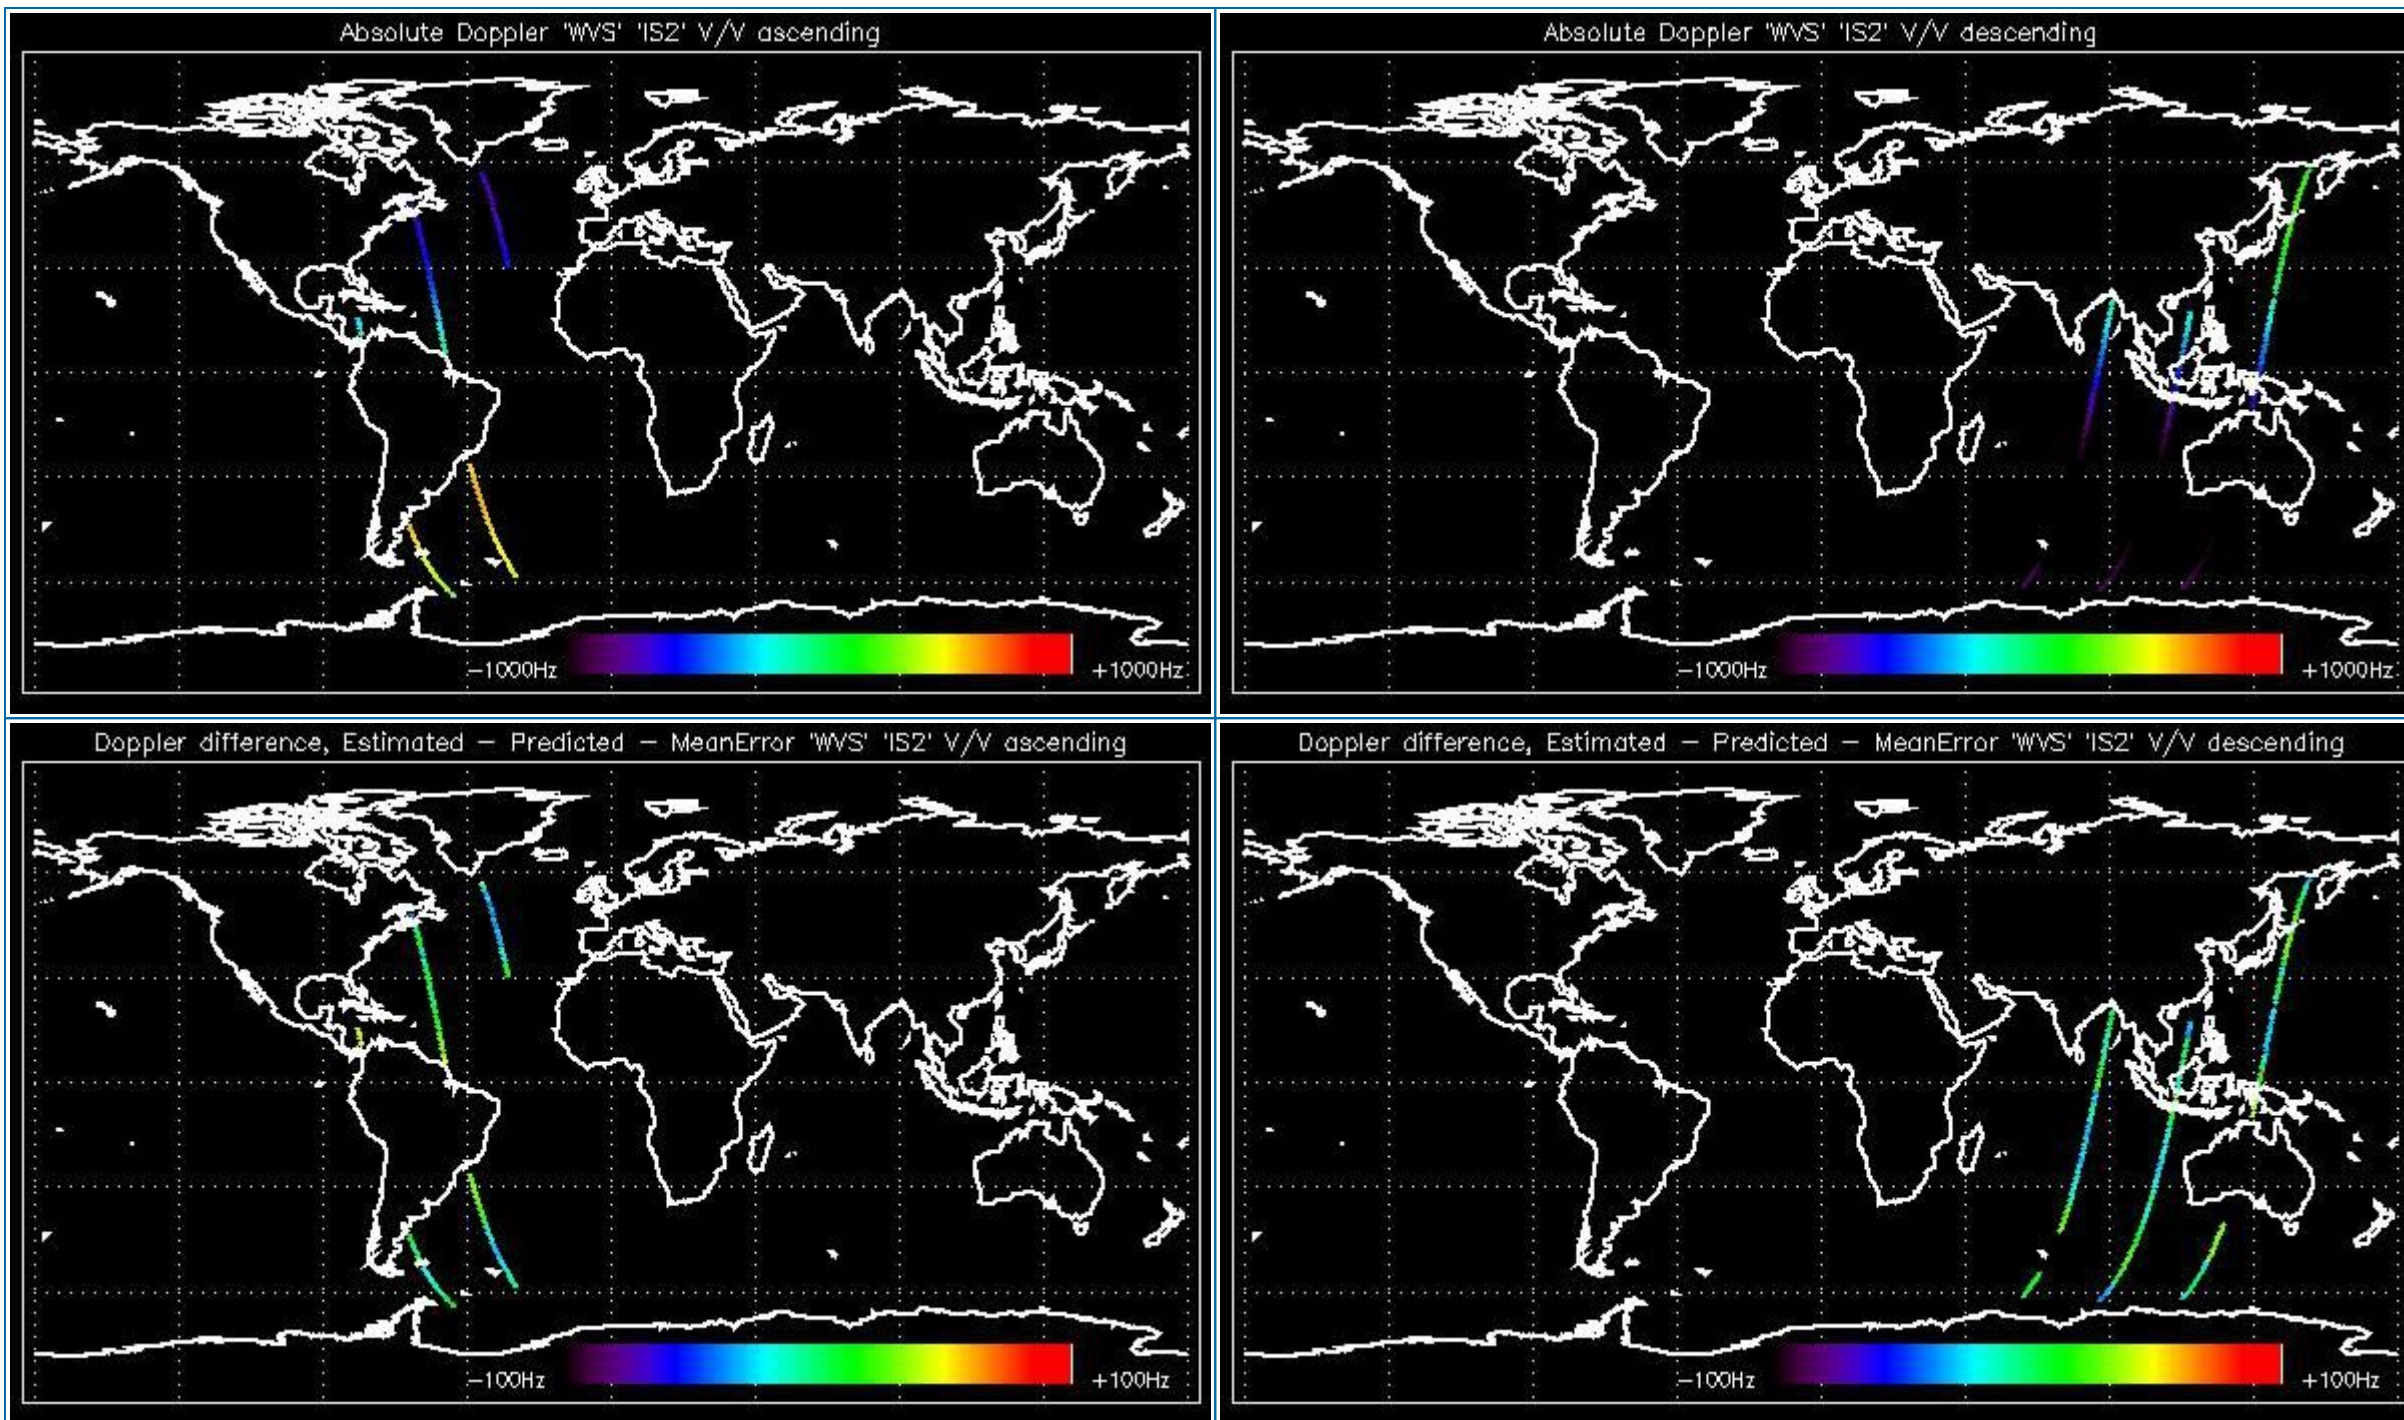 Absolute Doppler 'WVS' 'IS2' V/V ascending
-1000Hz
+1000Hz
Absolute Doppler 'WVS' 'IS2' V/V descending
-1000Hz
+1000Hz
Doppler difference, Estimated - Predicted - MeanError 'WVS' 'IS2' V/V ascending
-100Hz
+100Hz
Doppler difference, Estimated - Predicted - MeanError 'WVS' 'IS2' V/V descending
-100Hz
+100Hz